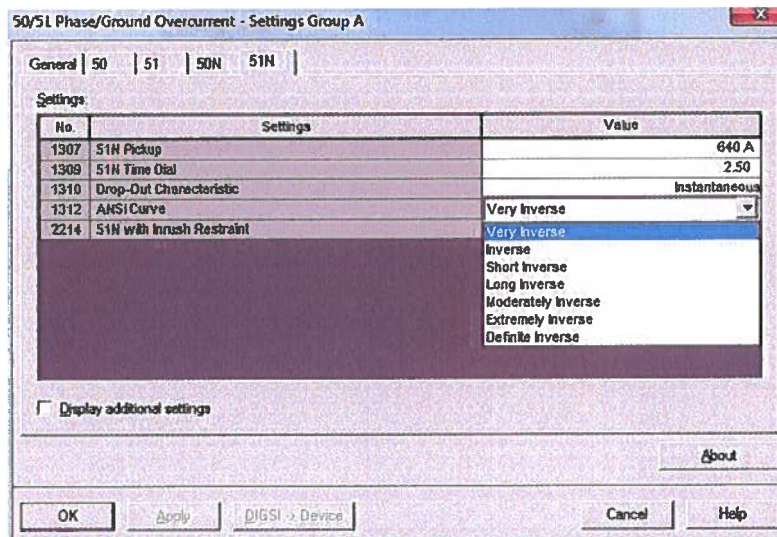 50/51 Phase/Ground Overcurrent - Settings Group A
General 50 51 50N 51N
Settings:
No. Settings Value
1307 51N Pickup 640 A
1309 51N Time Dial 2.50
1310 Drop-Out Characteristic Instantaneous
1312 ANSI Curve Very Inverse
2214 51N with Inrush Restraint
Very Inverse
Inverse
Short Inverse
Long Inverse
Moderately Inverse
Extremely Inverse
Definite Inverse
Display additional settings
About
OK Apply DIGSI -> Device Cancel Help